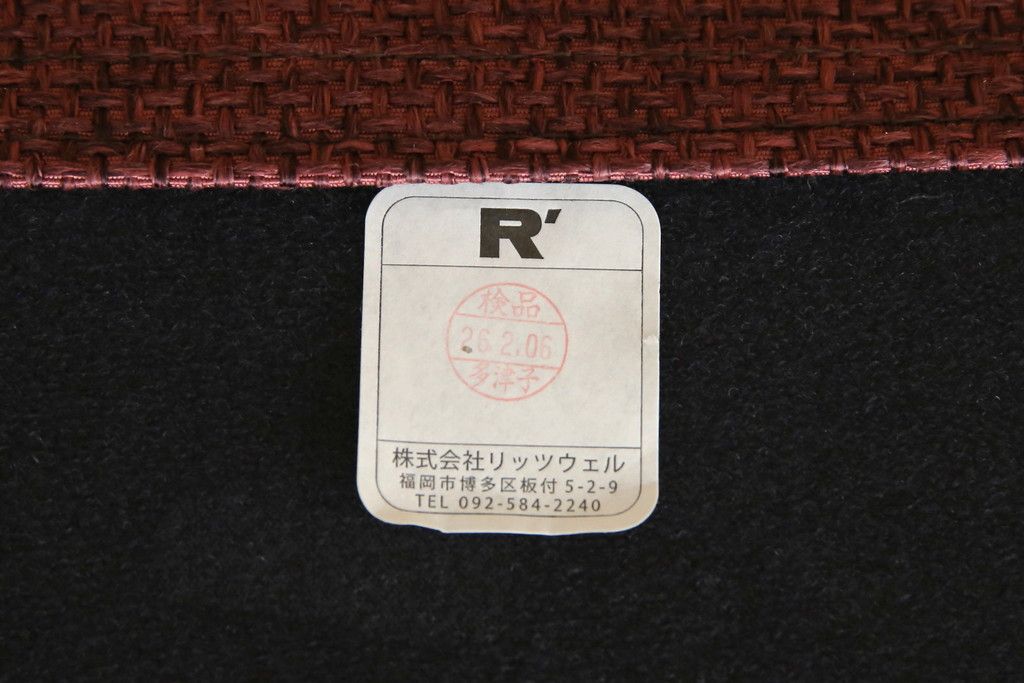 R'
検品
26.2.06
多津子
株式会社リッツウェル
福岡市博多区板付 5-2-9
TEL 092-584-2240